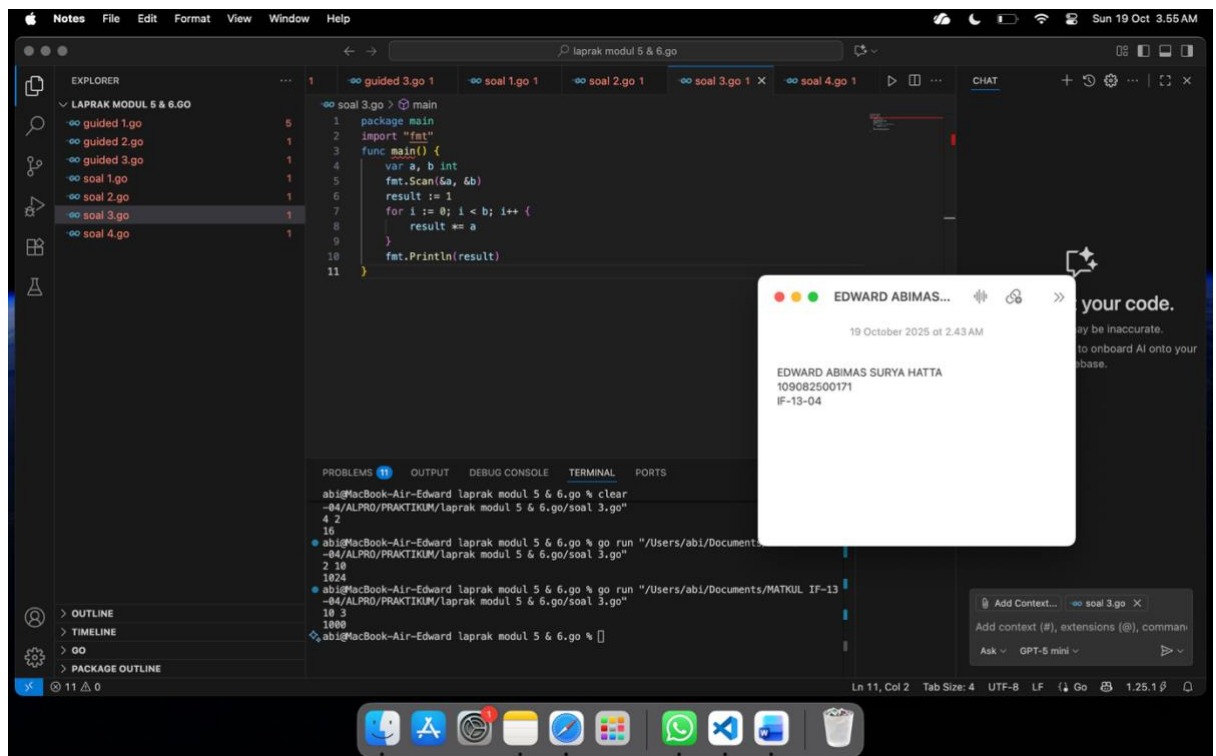 Notes File Edit Format View Window Help
Sun 19 Oct 3.55 AM
laprak modul 5 & 6.go
EXPLORER
LAPRAK MODUL 5 & 6.GO
guided 1.go 5
guided 2.go 1
guided 3.go 1
soal 1.go 1
soal 2.go 1
soal 3.go 1
soal 4.go 1
OUTLINE
TIMELINE
GO
PACKAGE OUTLINE
1 guided 3.go 1 soal 1.go 1 soal 2.go 1 soal 3.go 1 soal 4.go 1
soal 3.go > main
1 package main
2 import "fmt"
3 func main() {
4 var a, b int
5 fmt.Scan(&a, &b)
6 result := 1
7 for i := 0; i < b; i++ {
8 result *= a
9 }
10 fmt.Println(result)
11 }
PROBLEMS 11 OUTPUT DEBUG CONSOLE TERMINAL PORTS
abi@MacBook-Air-Edward laprak modul 5 & 6.go % clear
-04/ALPRO/PRAKTIKUM/laprak modul 5 & 6.go/soal 3.go"
4 2
16
abi@MacBook-Air-Edward laprak modul 5 & 6.go % go run "/Users/abi/Document
-04/ALPRO/PRAKTIKUM/laprak modul 5 & 6.go/soal 3.go"
2 10
1024
abi@MacBook-Air-Edward laprak modul 5 & 6.go % go run "/Users/abi/Documents/MATKUL IF-13
-04/ALPRO/PRAKTIKUM/laprak modul 5 & 6.go/soal 3.go"
10 3
1000
abi@MacBook-Air-Edward laprak modul 5 & 6.go %
CHAT
your code.
ay be inaccurate.
to onboard AI onto your
ebase.
Add Context... soal 3.go
Add context (#), extensions (@), comman
Ask GPT-5 mini
EDWARD ABIMAS...
19 October 2025 at 2.43 AM
EDWARD ABIMAS SURYA HATTA
109082500171
IF-13-04
11 0
Ln 11, Col 2 Tab Size: 4 UTF-8 LF Go 1.25.1
1